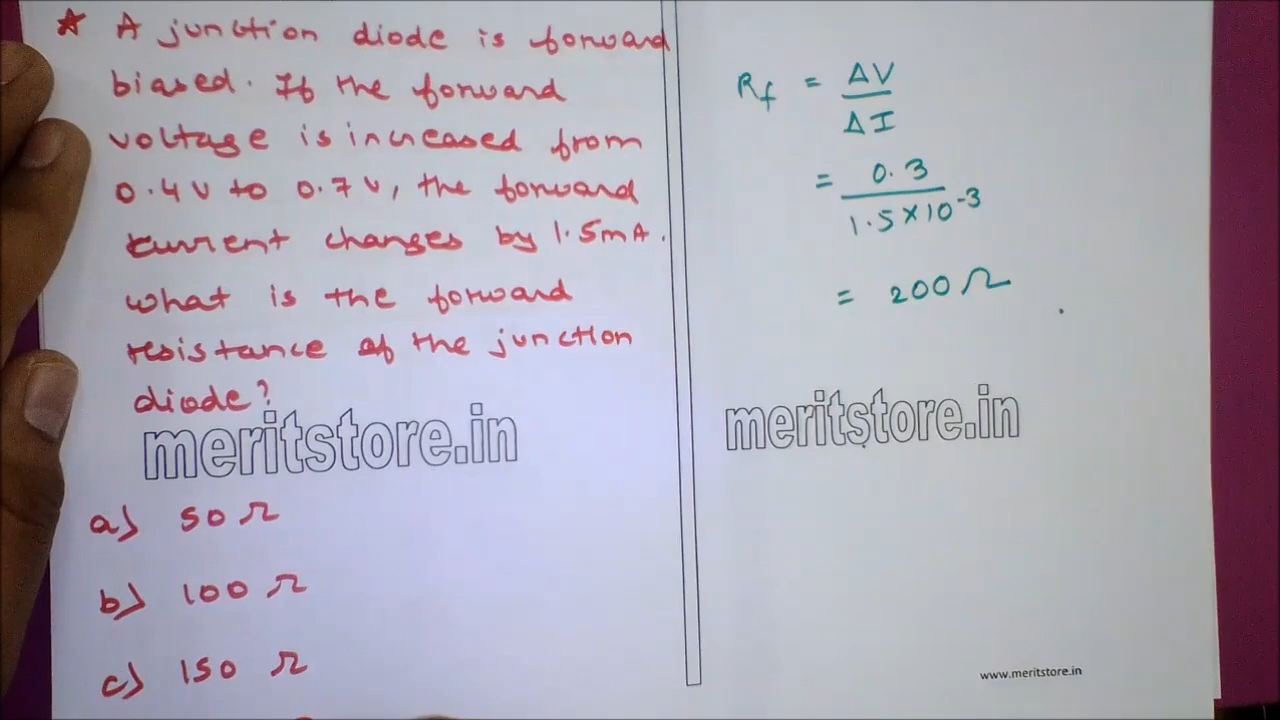 * A junction diode is forward
biased. If the forward
voltage is increased from
0.4V to 0.7V, the forward
current changes by 1.5mA.
what is the forward
resistance of the junction
diode?
meritstore.in
a) 50 Ω
b) 100 Ω
c) 150 Ω
Rf = ΔV
ΔI
= 0.3
1.5×10-3
= 200 Ω
meritstore.in
www.meritstore.in